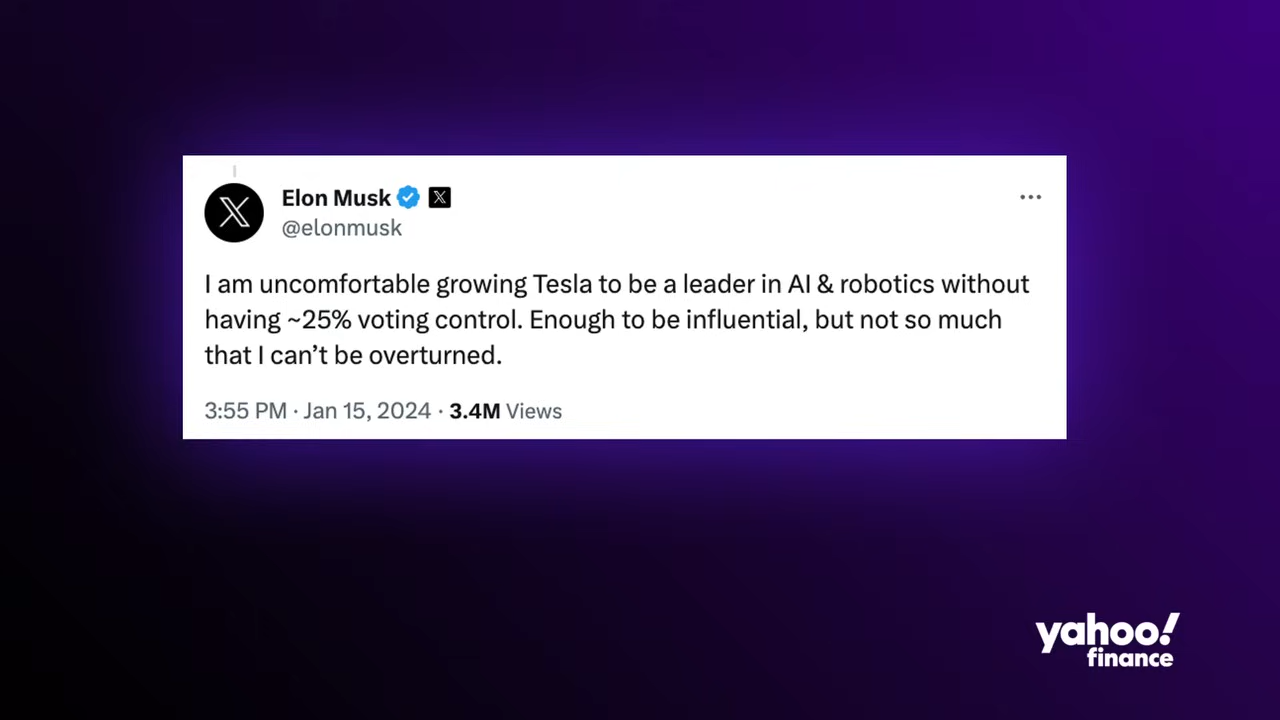 Elon Musk
@elonmusk
I am uncomfortable growing Tesla to be a leader in AI & robotics without
having ~25% voting control. Enough to be influential, but not so much
that I can’t be overturned.
3:55 PM · Jan 15, 2024 · 3.4M Views
yahoo!
finance